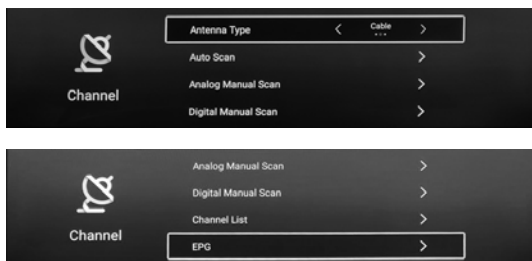 Antenna Type < Cable >
Auto Scan >
Analog Manual Scan >
Channel
Digital Manual Scan >
Analog Manual Scan >
Digital Manual Scan >
Channel List >
Channel
EPG >